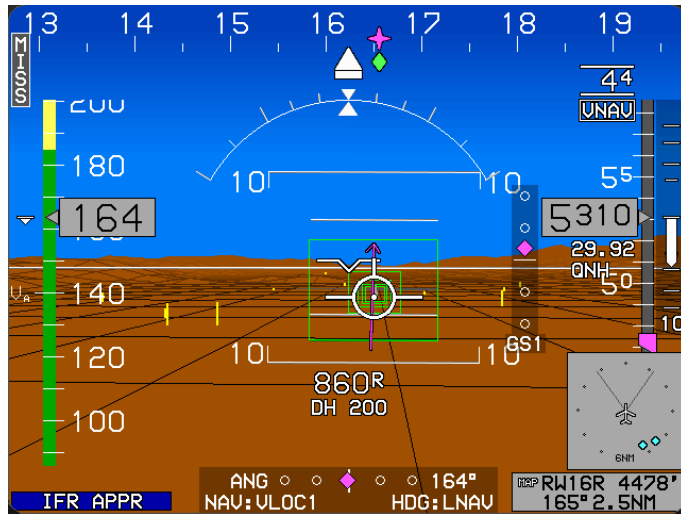 13 14 15 16 17 18 19
MISS
44
VNAV
200
180
164
140
120
100
VA
10 10
10 10
55
5310
29.92
QNH
50
10
GS1
860R
DH 200
6NM
ANG 164°
NAV:VLOC1 HDG:LNAV
IFR APPR
MAP RW16R 4478'
165° 2.5NM